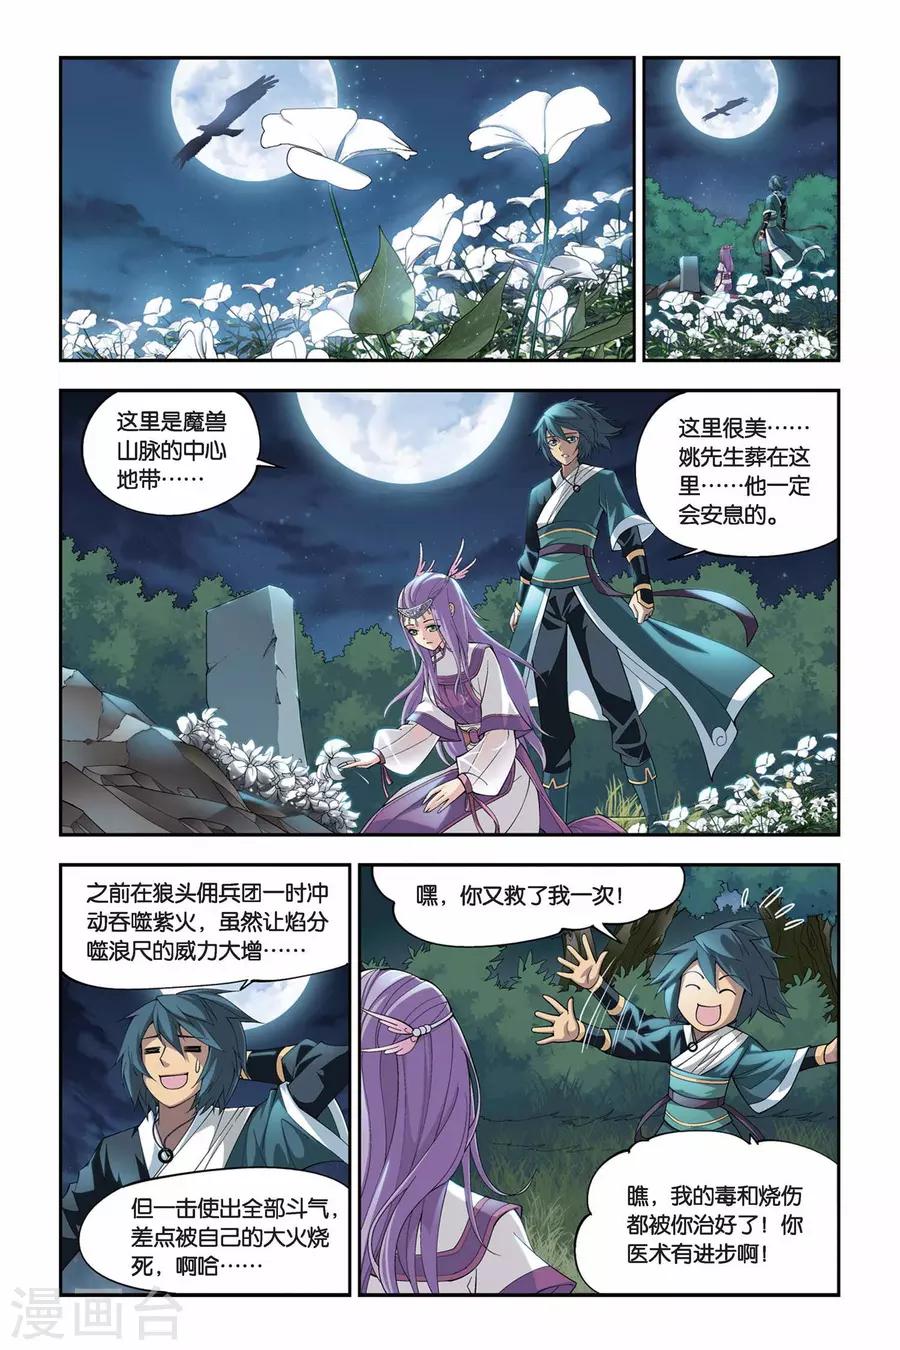 这里是魔兽
山脉的中心
地带……
这里很美……
姚先生葬在这
里……他一定
会安息的。
之前在狼头佣兵团一时冲
动吞噬紫火，虽然让焰分
噬浪尺的威力大增……
但一击使出全部斗气，
差点被自己的大火烧
死，啊哈……
嘿，你又救了我一次！
瞧，我的毒和烧伤
都被你治好了！你
医术有进步啊！
漫画台